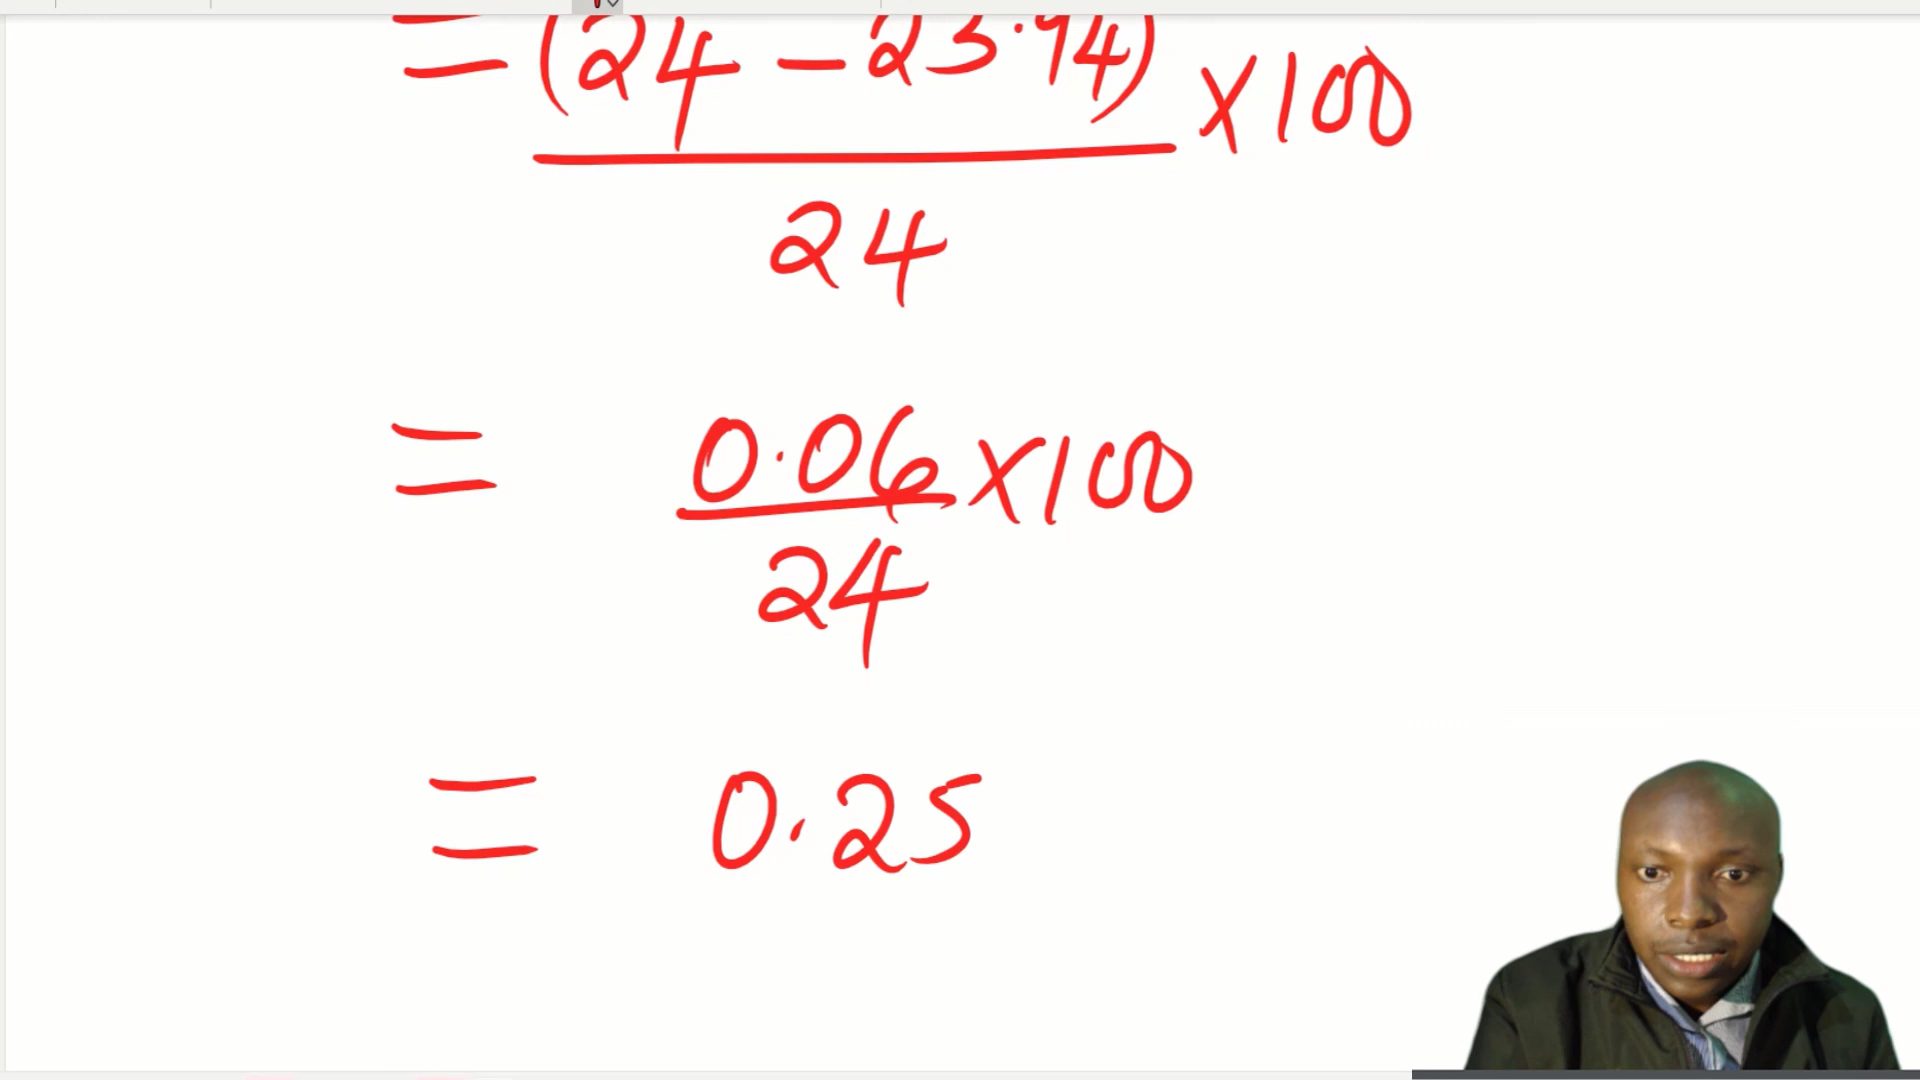 = (24 - 23.94) x 100
24
= 0.06 x 100
24
= 0.25